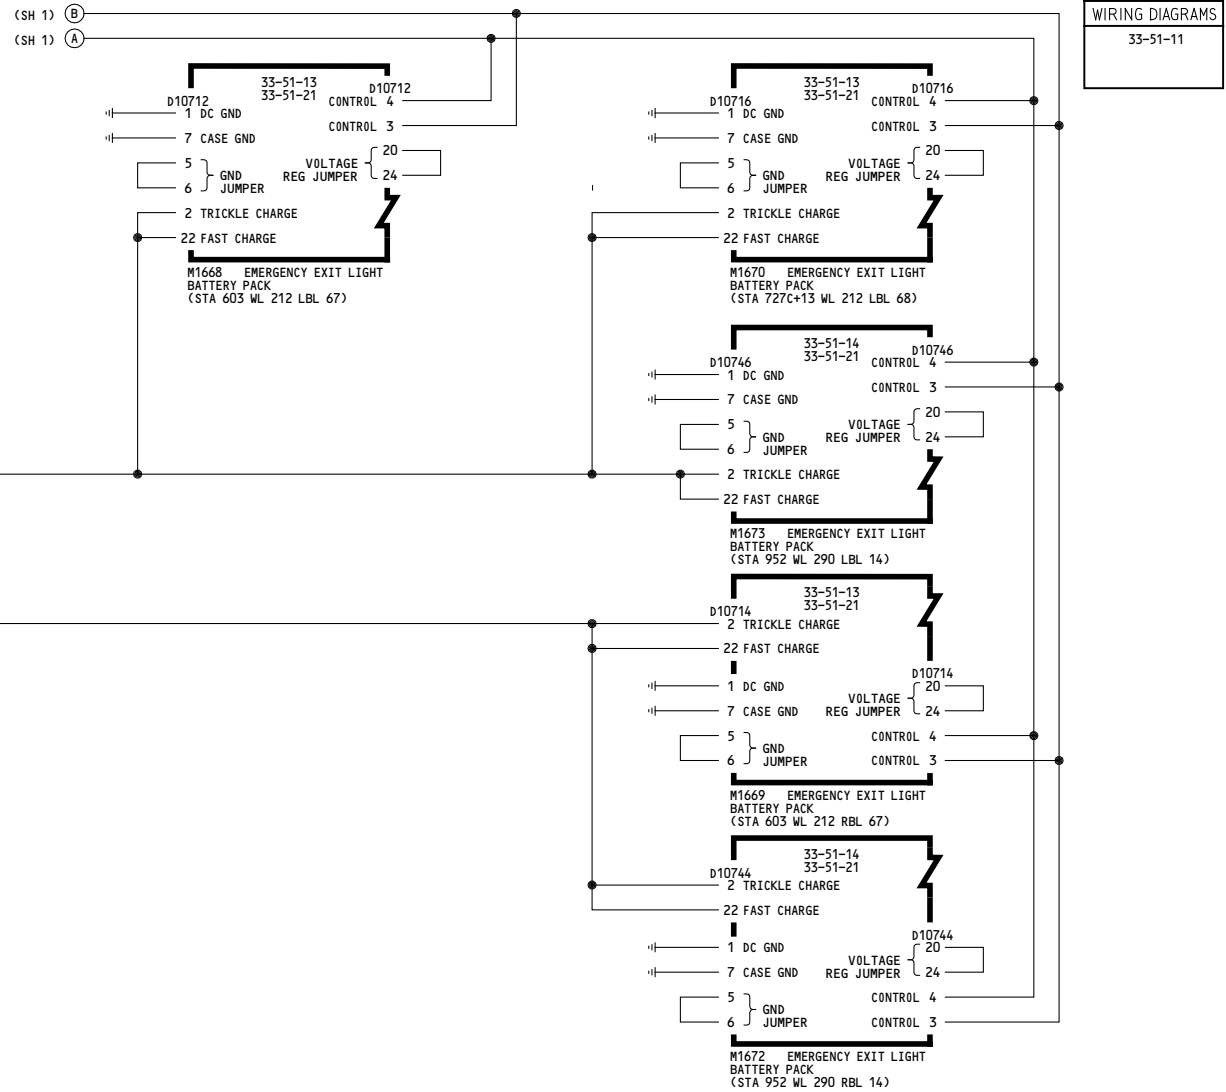 (SH 1) B
(SH 1) A
WIRING DIAGRAMS
33-51-11
33-51-13
33-51-21
D10712
D10712
CONTROL 4
1 DC GND
CONTROL 3
7 CASE GND
20
5
VOLTAGE
GND
REG JUMPER
24
6
JUMPER
2 TRICKLE CHARGE
22 FAST CHARGE
M1668 EMERGENCY EXIT LIGHT
BATTERY PACK
(STA 603 WL 212 LBL 67)
33-51-13
33-51-21
D10716
D10716
CONTROL 4
1 DC GND
CONTROL 3
7 CASE GND
20
5
VOLTAGE
GND
REG JUMPER
24
6
JUMPER
2 TRICKLE CHARGE
22 FAST CHARGE
M1670 EMERGENCY EXIT LIGHT
BATTERY PACK
(STA 727C+13 WL 212 LBL 68)
33-51-14
33-51-21
D10746
D10746
CONTROL 4
1 DC GND
CONTROL 3
7 CASE GND
20
5
VOLTAGE
GND
REG JUMPER
24
6
JUMPER
2 TRICKLE CHARGE
22 FAST CHARGE
M1673 EMERGENCY EXIT LIGHT
BATTERY PACK
(STA 952 WL 290 LBL 14)
33-51-13
33-51-21
D10714
2 TRICKLE CHARGE
22 FAST CHARGE
D10714
1 DC GND
20
VOLTAGE
7 CASE GND
REG JUMPER
24
5
CONTROL 4
GND
6
JUMPER
CONTROL 3
M1669 EMERGENCY EXIT LIGHT
BATTERY PACK
(STA 603 WL 212 RBL 67)
33-51-14
33-51-21
D10744
2 TRICKLE CHARGE
22 FAST CHARGE
D10744
1 DC GND
20
VOLTAGE
7 CASE GND
REG JUMPER
24
5
CONTROL 4
GND
6
JUMPER
CONTROL 3
M1672 EMERGENCY EXIT LIGHT
BATTERY PACK
(STA 952 WL 290 RBL 14)